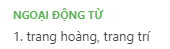 NGOẠI ĐỘNG TỪ
1. trang hoàng, trang trí